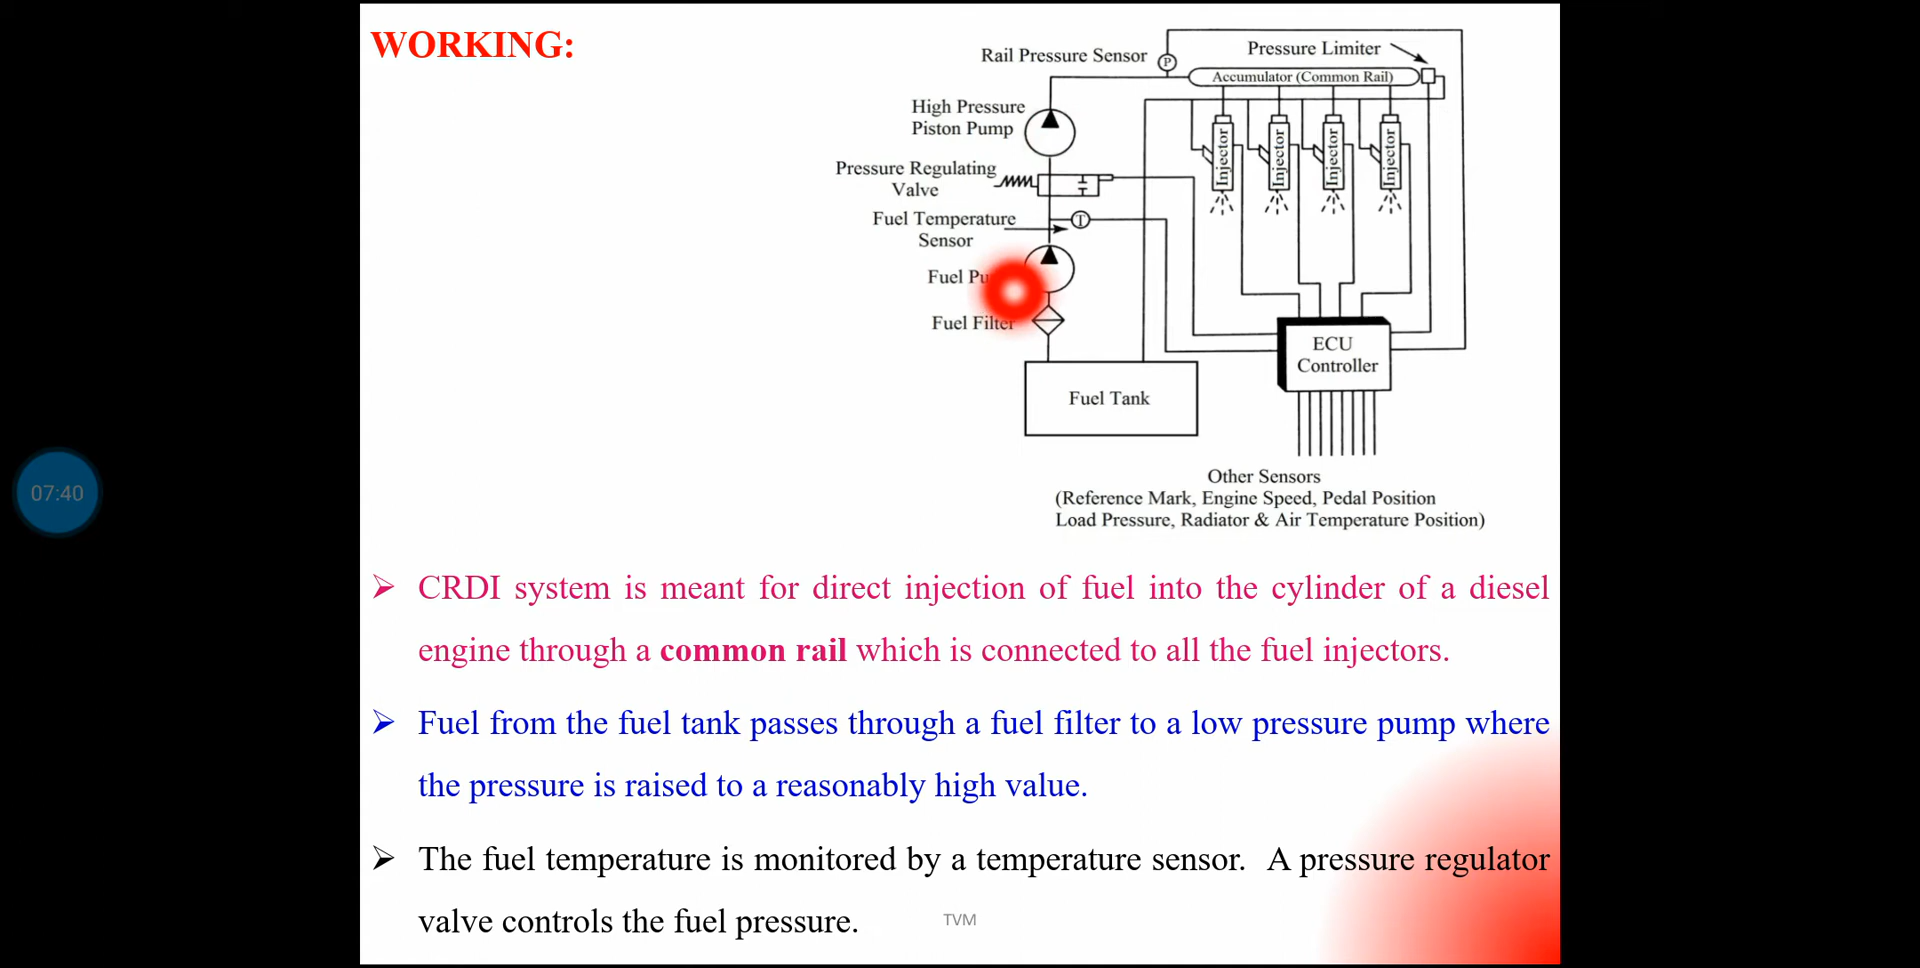 WORKING:
Rail Pressure Sensor
P
Pressure Limiter
Accumulator (Common Rail)
High Pressure
Piston Pump
Injector
Injector
Injector
Injector
Pressure Regulating
Valve
Fuel Temperature
Sensor
T
Fuel Pu
Fuel Filter
ECU
Controller
Fuel Tank
Other Sensors
(Reference Mark, Engine Speed, Pedal Position
Load Pressure, Radiator & Air Temperature Position)
07:40
➢ CRDI system is meant for direct injection of fuel into the cylinder of a diesel
engine through a common rail which is connected to all the fuel injectors.
➢ Fuel from the fuel tank passes through a fuel filter to a low pressure pump where
the pressure is raised to a reasonably high value.
➢ The fuel temperature is monitored by a temperature sensor. A pressure regulator
valve controls the fuel pressure.
TVM